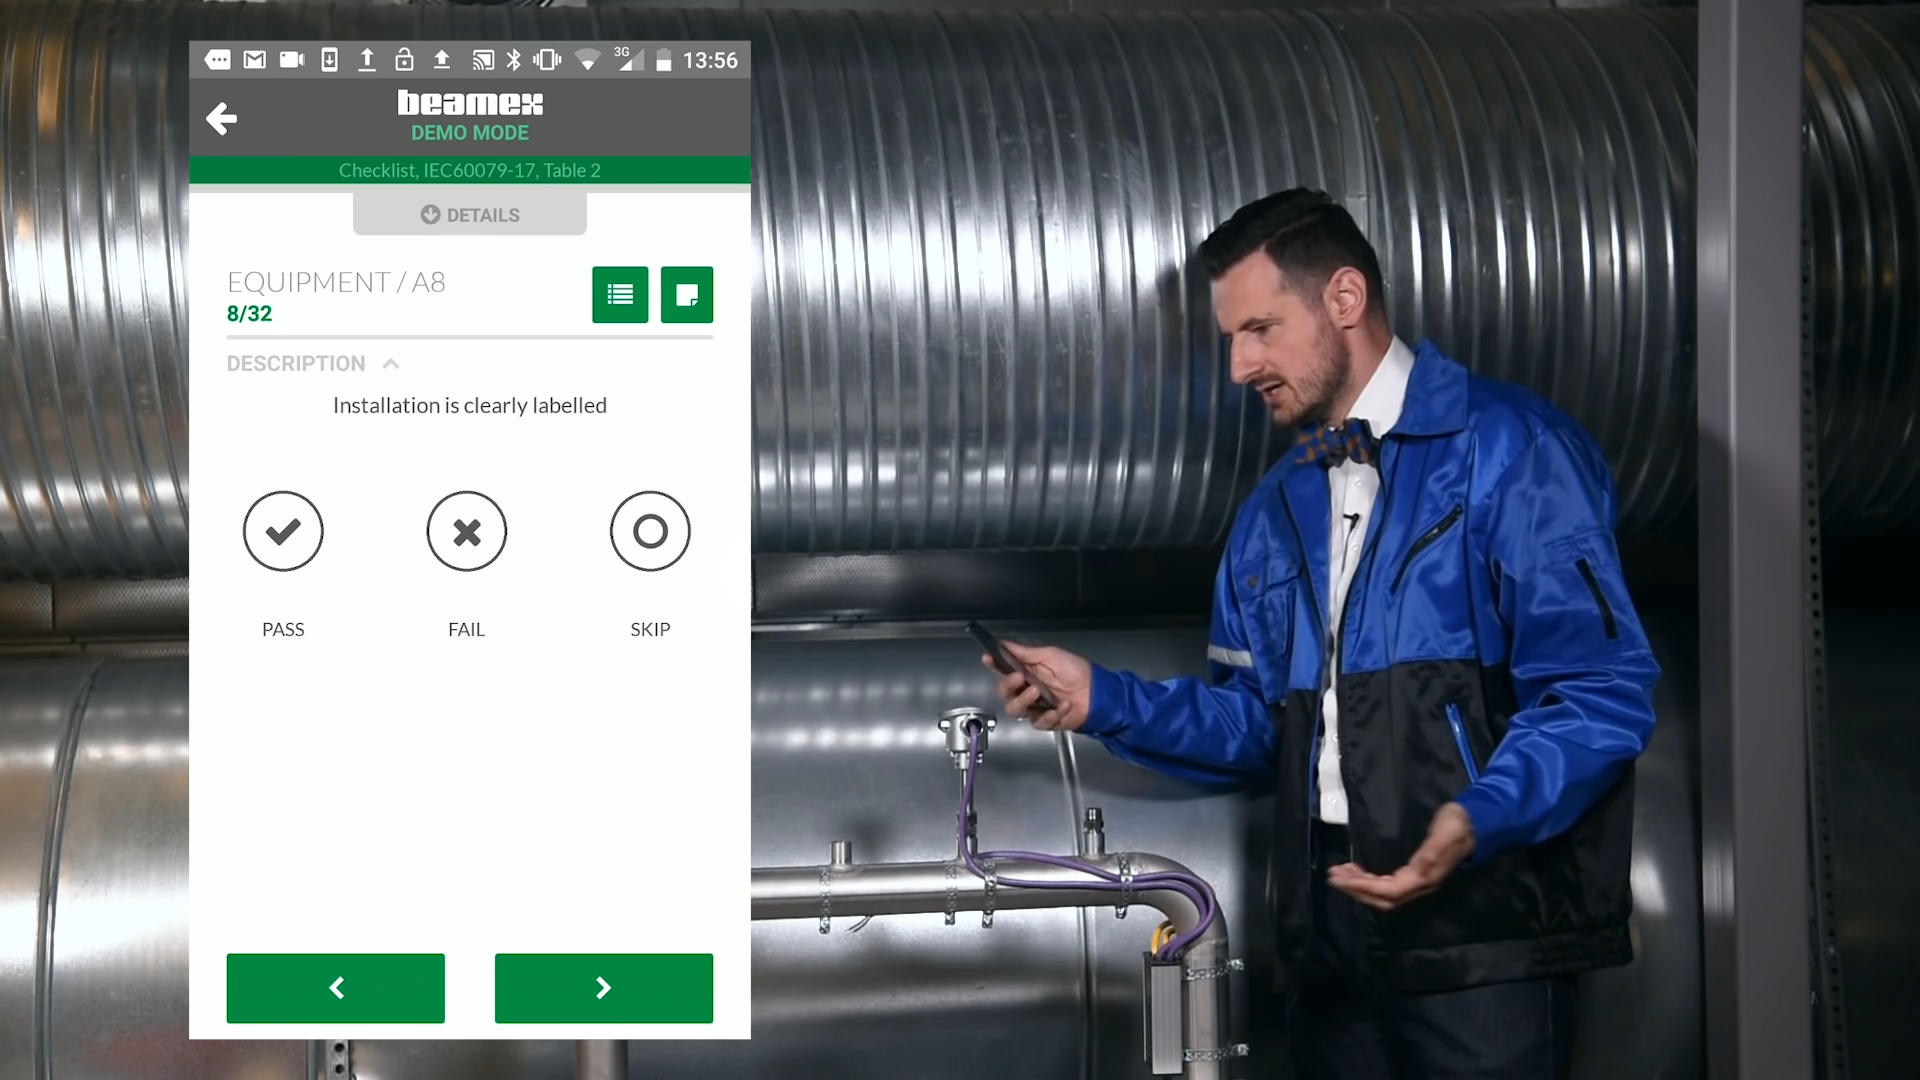 3G
13:56
beamex
DEMO MODE
Checklist, IEC60079-17, Table 2
DETAILS
EQUIPMENT / A8
8/32
DESCRIPTION
Installation is clearly labelled
PASS FAIL SKIP